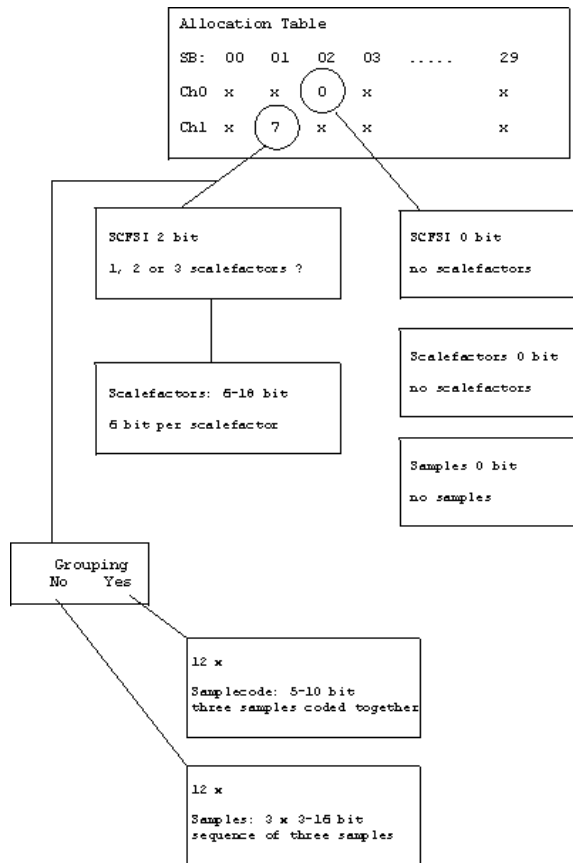 Allocation Table
SB: 00 01 02 03 ..... 29
Ch0 x x 0 x x
Ch1 x 7 x x x
SCFSI 2 bit
1, 2 or 3 scalefactors ?
SCFSI 0 bit
no scalefactors
Scalefactors: 6-18 bit
6 bit per scalefactor
Scalefactors 0 bit
no scalefactors
Samples 0 bit
no samples
Grouping
No Yes
12 x
Samplecode: 5-10 bit
three samples coded together
12 x
Samples: 3 x 3-16 bit
sequence of three samples